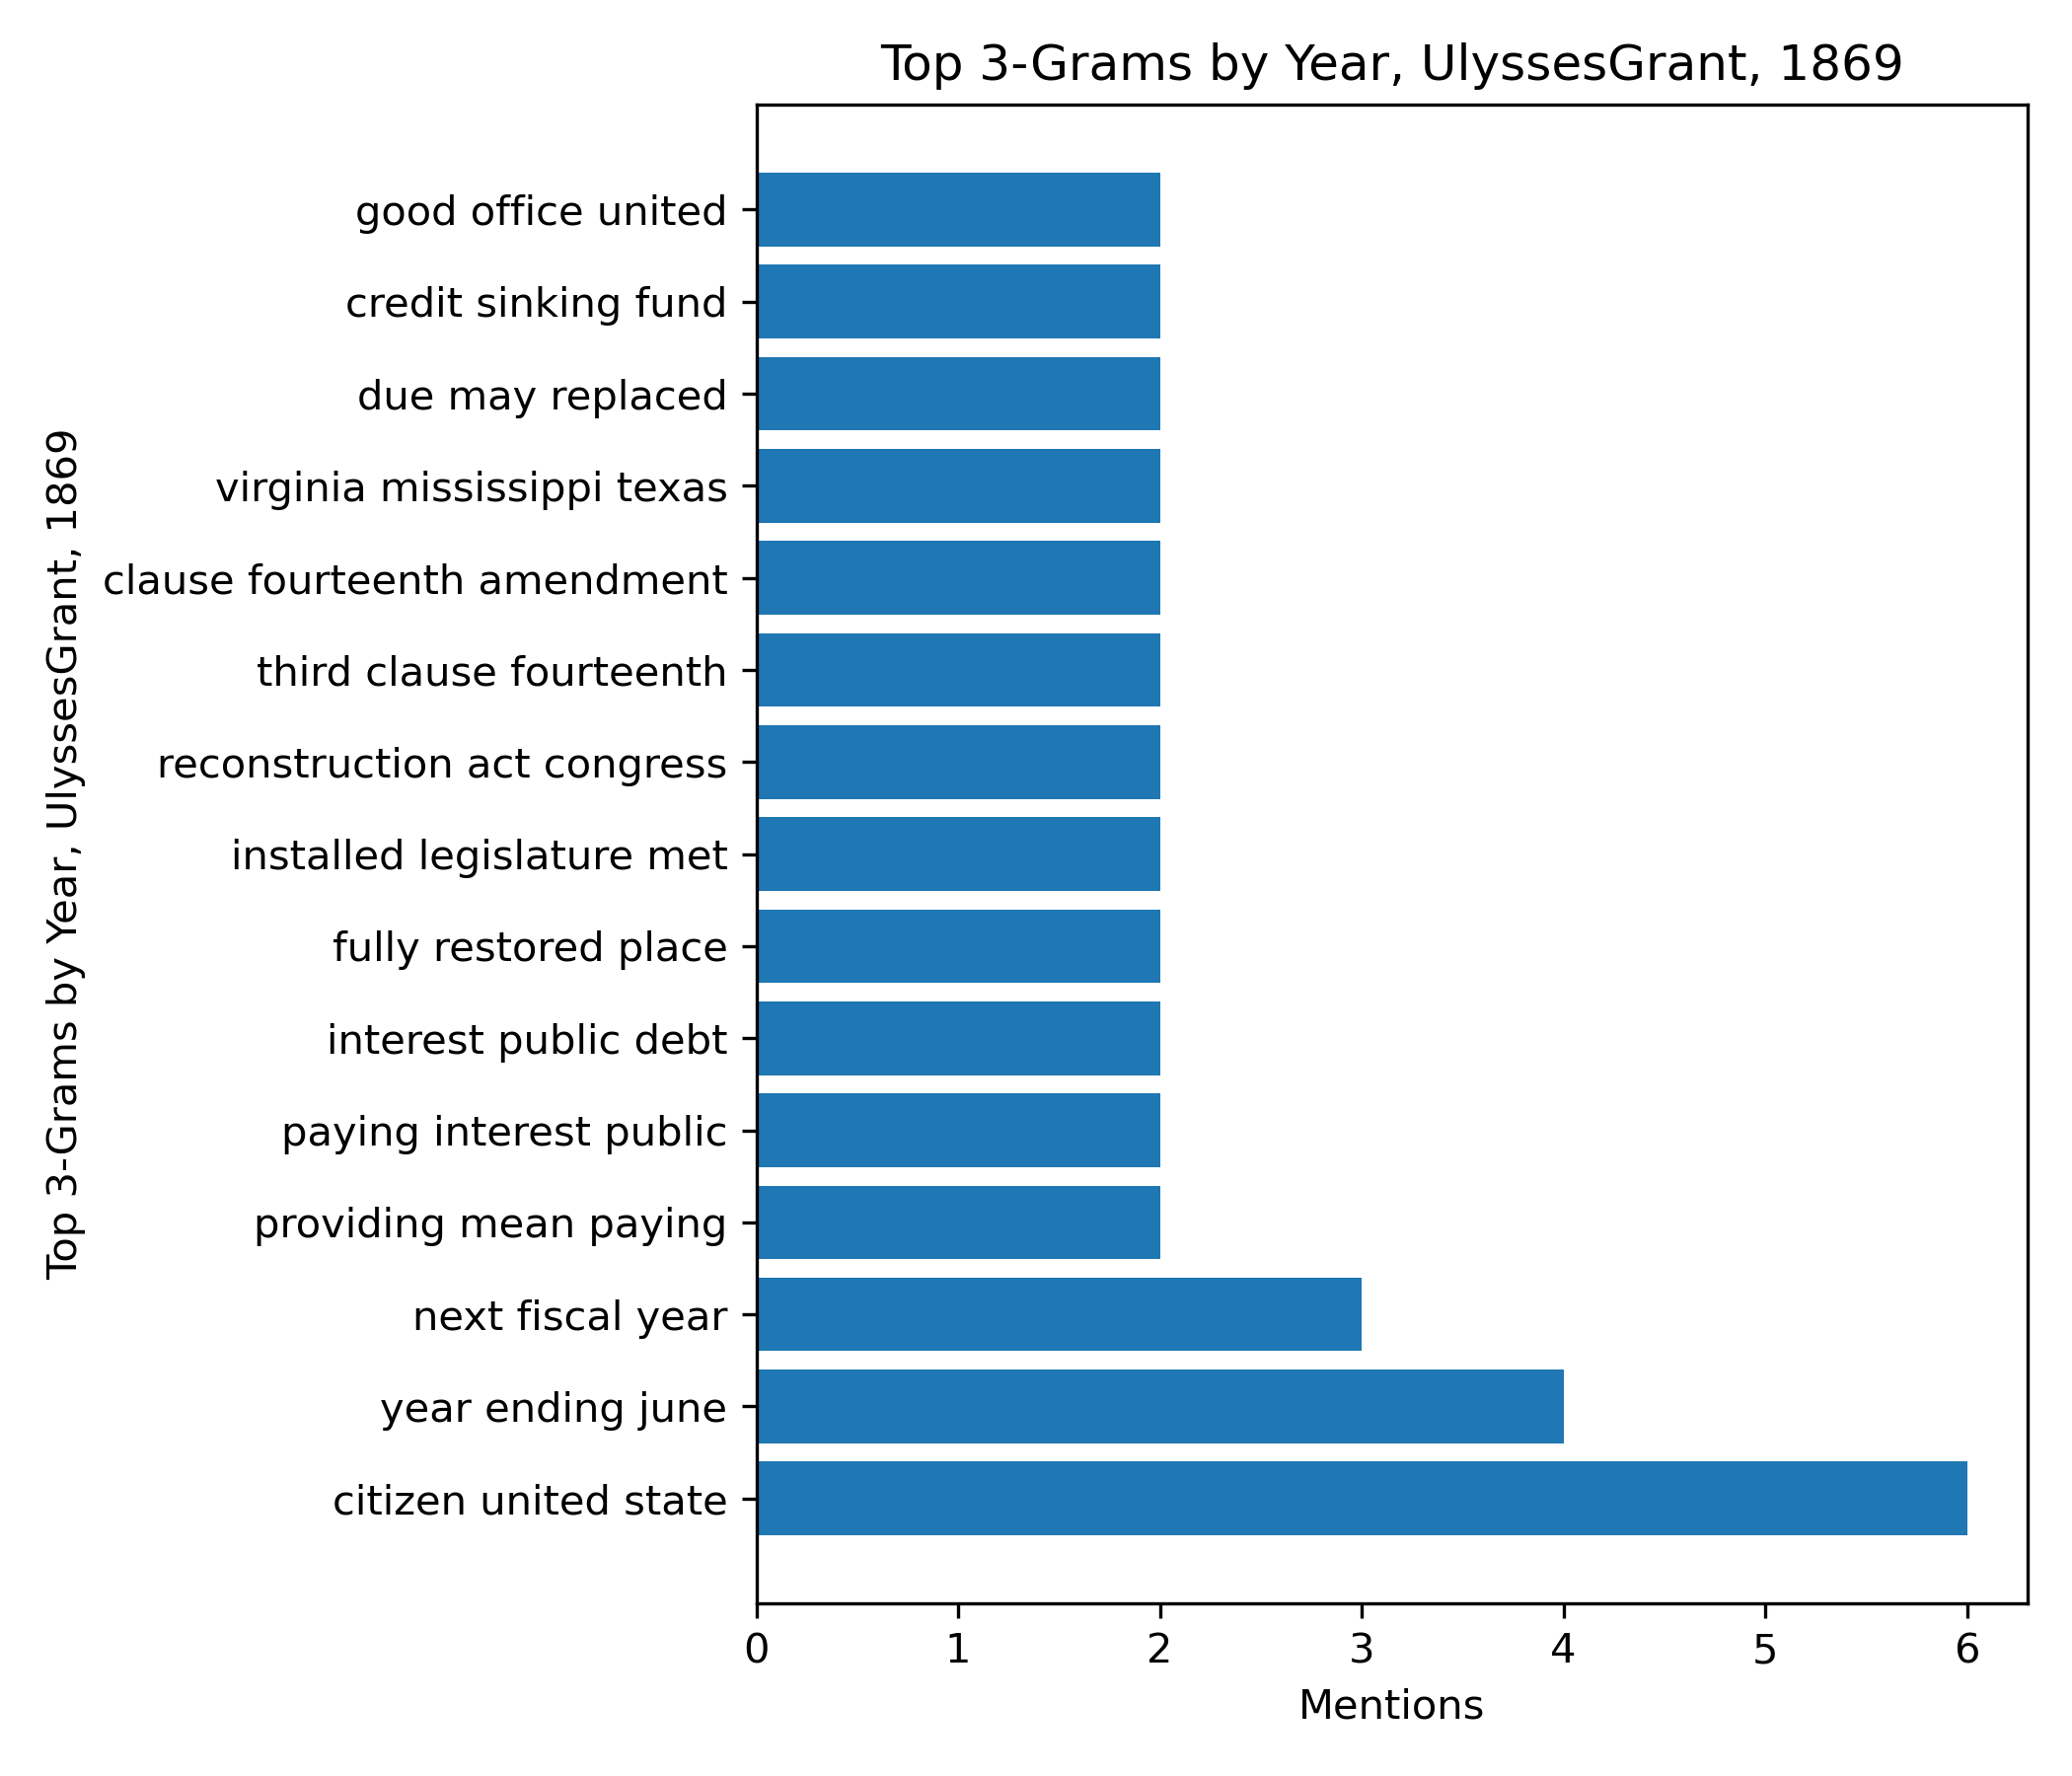 Top 3-Grams by Year, UlyssesGrant, 1869
Top 3-Grams by Year, UlyssesGrant, 1869
good office united
credit sinking fund
due may replaced
virginia mississippi texas
clause fourteenth amendment
third clause fourteenth
reconstruction act congress
installed legislature met
fully restored place
interest public debt
paying interest public
providing mean paying
next fiscal year
year ending june
citizen united state
0 1 2 3 4 5 6
Mentions